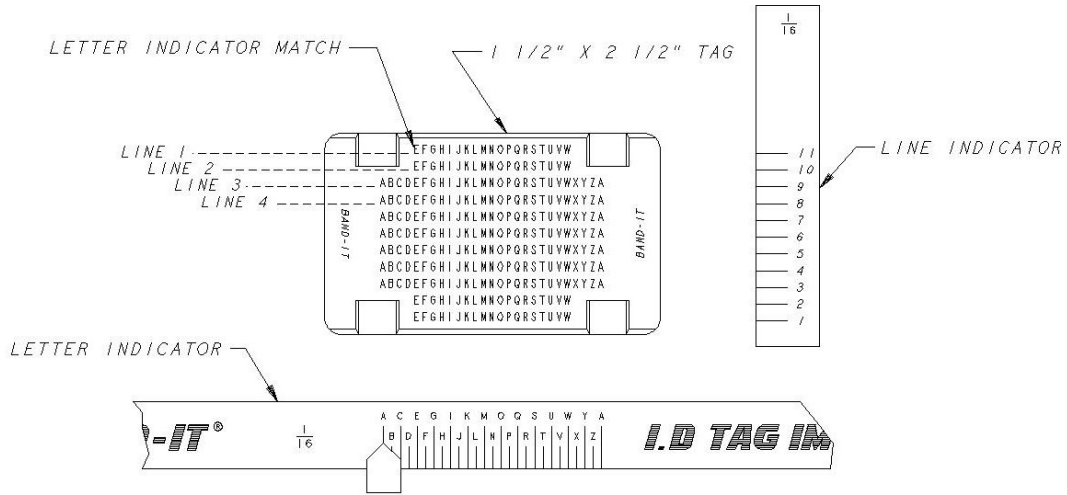 LETTER INDICATOR MATCH
1 1/2" X 2 1/2" TAG
1
16
LINE 1
LINE 2
LINE 3
LINE 4
EFGHIJKLMNOPQRSTUVW
EFGHIJKLMNOPQRSTUVW
ABCDEFGHIJKLMNOPQRSTUVWXYZA
ABCDEFGHIJKLMNOPQRSTUVWXYZA
ABCDEFGHIJKLMNOPQRSTUVWXYZA
ABCDEFGHIJKLMNOPQRSTUVWXYZA
ABCDEFGHIJKLMNOPQRSTUVWXYZA
ABCDEFGHIJKLMNOPQRSTUVWXYZA
ABCDEFGHIJKLMNOPQRSTUVWXYZA
EFGHIJKLMNOPQRSTUVW
EFGHIJKLMNOPQRSTUVW
BAND-IT
BAND-IT
11
10
9
8
7
6
5
4
3
2
1
LINE INDICATOR
LETTER INDICATOR
-IT®
1
16
A C E G I K M O Q S U W Y A
B D F H J L N P R T V X Z
I.D TAG IM